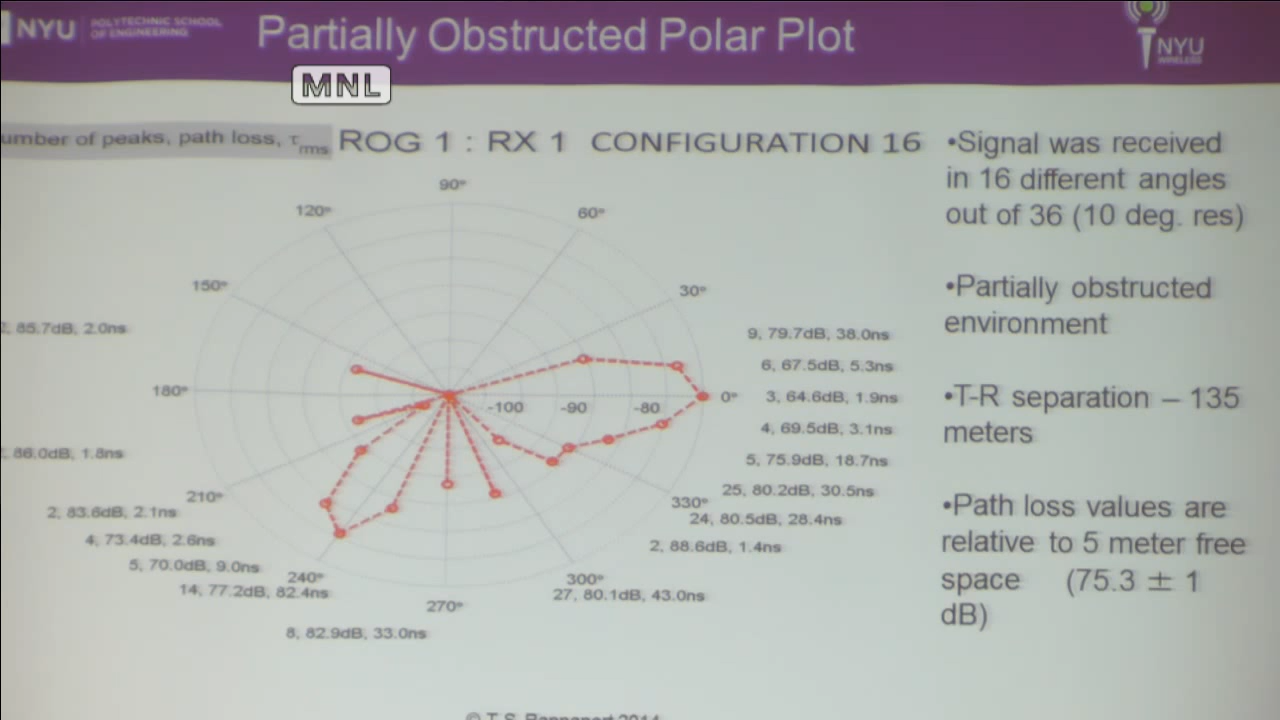 NYU POLYTECHNIC SCHOOL
OF ENGINEERING
Partially Obstructed Polar Plot
NYU
WIRELESS
MNL
umber of peaks, path loss, τrms
ROG 1 : RX 1 CONFIGURATION 16
90°
120°
60°
150°
30°
180°
0°
-100
-90
-80
210°
330°
240°
300°
270°
9, 79.7dB, 38.0ns
6, 67.5dB, 5.3ns
3, 64.6dB, 1.9ns
4, 69.5dB, 3.1ns
5, 75.9dB, 18.7ns
25, 80.2dB, 30.5ns
24, 80.5dB, 28.4ns
2, 88.6dB, 1.4ns
27, 80.1dB, 43.0ns
2, 85.7dB, 2.0ns
86.0dB, 1.8ns
2, 83.6dB, 2.1ns
4, 73.4dB, 2.6ns
5, 70.0dB, 9.0ns
14, 77.2dB, 82.4ns
8, 82.9dB, 33.0ns
•Signal was received
in 16 different angles
out of 36 (10 deg. res)
•Partially obstructed
environment
•T-R separation – 135
meters
•Path loss values are
relative to 5 meter free
space (75.3 ± 1
dB)